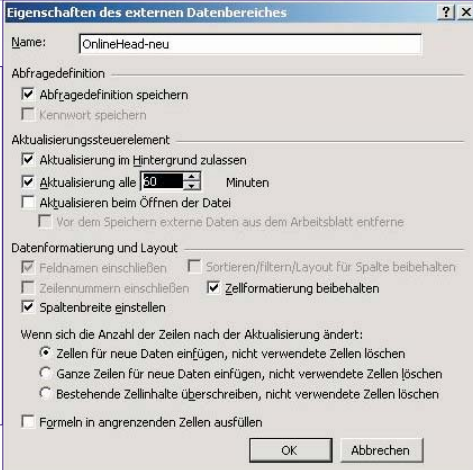 Eigenschaften des externen Datenbereiches
Name: OnlineHead-neu
Abfragedefinition
Abfragedefinition speichern
Kennwort speichern
Aktualisierungssteuerelement
Aktualisierung im Hintergrund zulassen
Aktualisierung alle 60 Minuten
Aktualisieren beim Öffnen der Datei
Vor dem Speichern externe Daten aus dem Arbeitsblatt entferne
Datenformatierung und Layout
Feldnamen einschließen Sortieren/filtern/Layout für Spalte beibehalten
Zeilennummern einschließen Zellformatierung beibehalten
Spaltenbreite einstellen
Wenn sich die Anzahl der Zeilen nach der Aktualisierung ändert:
Zellen für neue Daten einfügen, nicht verwendete Zellen löschen
Ganze Zeilen für neue Daten einfügen, nicht verwendete Zellen löschen
Bestehende Zellinhalte überschreiben, nicht verwendete Zellen löschen
Formeln in angrenzenden Zellen ausfüllen
OK Abbrechen